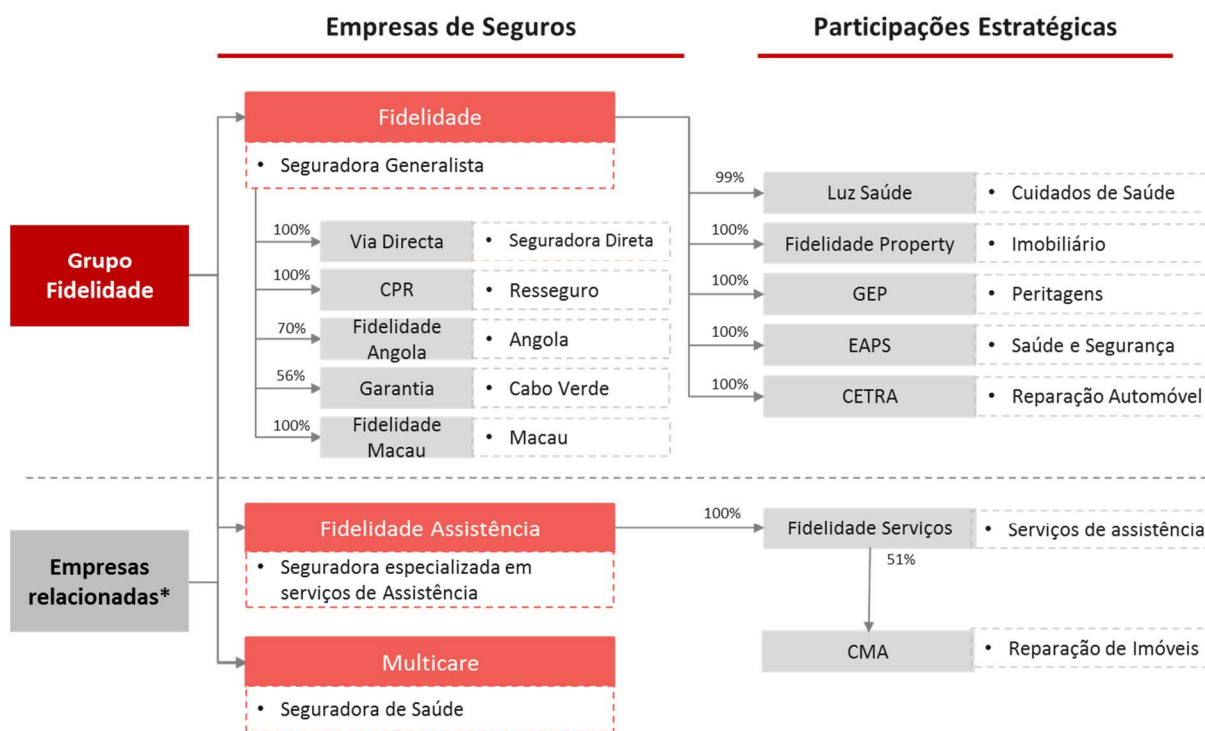 Empresas de Seguros
Participações Estratégicas
Grupo
Fidelidade
Fidelidade
• Seguradora Generalista
100%
Via Directa
• Seguradora Direta
100%
CPR
• Resseguro
70%
Fidelidade
Angola
• Angola
56%
Garantia
• Cabo Verde
100%
Fidelidade
Macau
• Macau
99%
Luz Saúde
• Cuidados de Saúde
100%
Fidelidade Property
• Imobiliário
100%
GEP
• Peritagens
100%
EAPS
• Saúde e Segurança
100%
CETRA
• Reparação Automóvel
Empresas
relacionadas*
Fidelidade Assistência
• Seguradora especializada em
serviços de Assistência
100%
Fidelidade Serviços
• Serviços de assistência
51%
CMA
• Reparação de Imóveis
Multicare
• Seguradora de Saúde